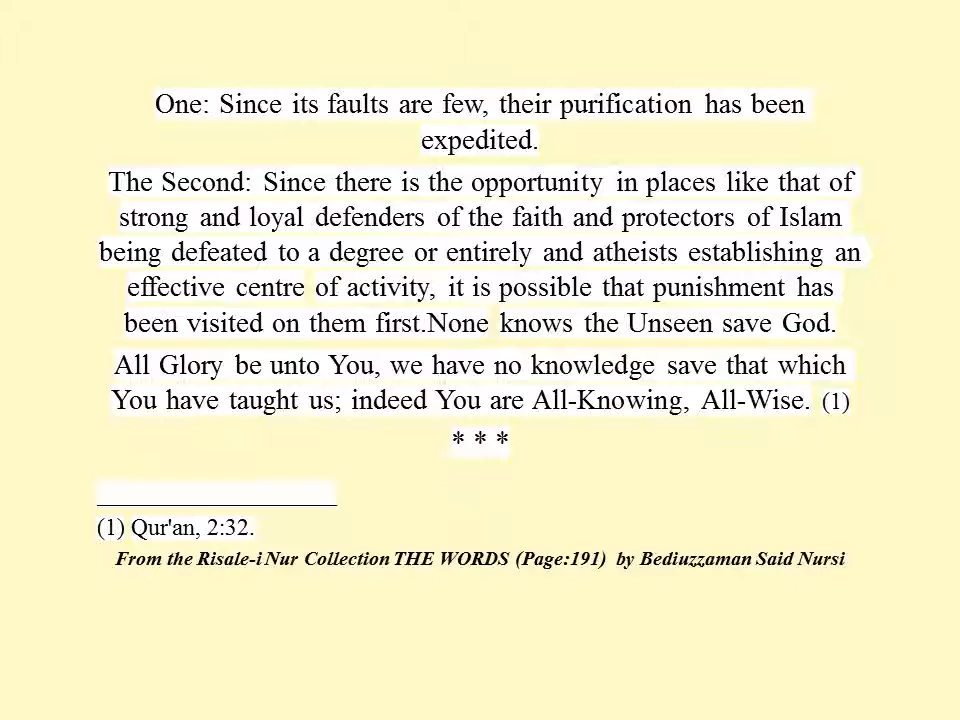 One: Since its faults are few, their purification has been
expedited.
The Second: Since there is the opportunity in places like that of
strong and loyal defenders of the faith and protectors of Islam
being defeated to a degree or entirely and atheists establishing an
effective centre of activity, it is possible that punishment has
been visited on them first.None knows the Unseen save God.
All Glory be unto You, we have no knowledge save that which
You have taught us; indeed You are All-Knowing, All-Wise. (1)
* * *
(1) Qur'an, 2:32.
From the Risale-i Nur Collection THE WORDS (Page:191) by Bediuzzaman Said Nursi